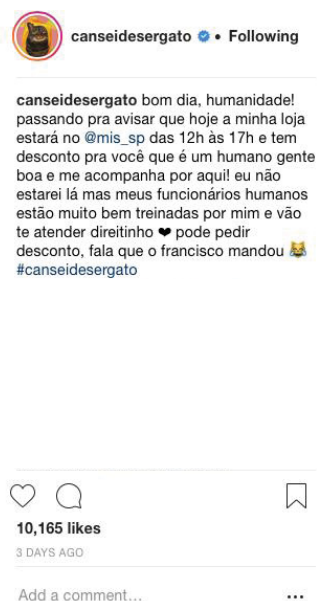 canseidesergato • Following
canseidesergato bom dia, humanidade!
passando pra avisar que hoje a minha loja
estará no @mis_sp das 12h às 17h e tem
desconto pra você que é um humano gente
boa e me acompanha por aqui! eu não
estarei lá mas meus funcionários humanos
estão muito bem treinadas por mim e vão
te atender direitinho ❤ pode pedir
desconto, fala que o francisco mandou 😹
#canseidesergato
10,165 likes
3 DAYS AGO
Add a comment...